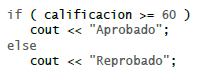 if ( calificacion >= 60 )
    cout << "Aprobado";
else
    cout << "Reprobado";